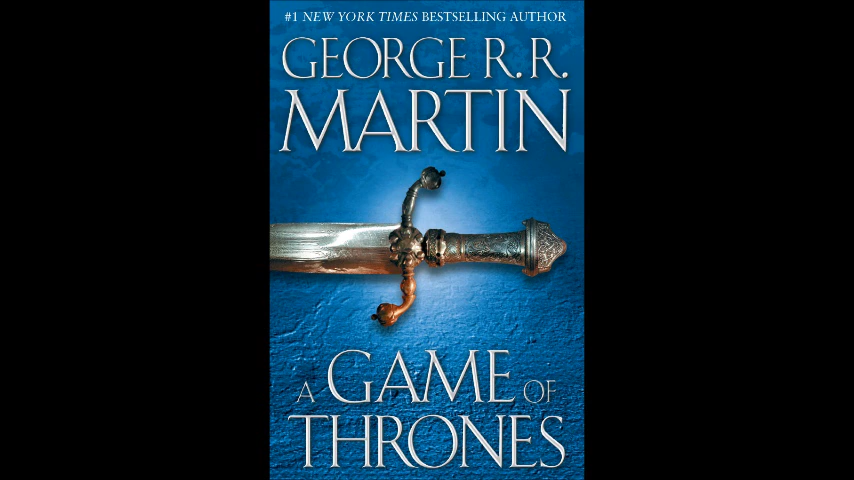 #1 NEW YORK TIMES BESTSELLING AUTHOR
GEORGE R. R.
MARTIN
A GAME OF
THRONES